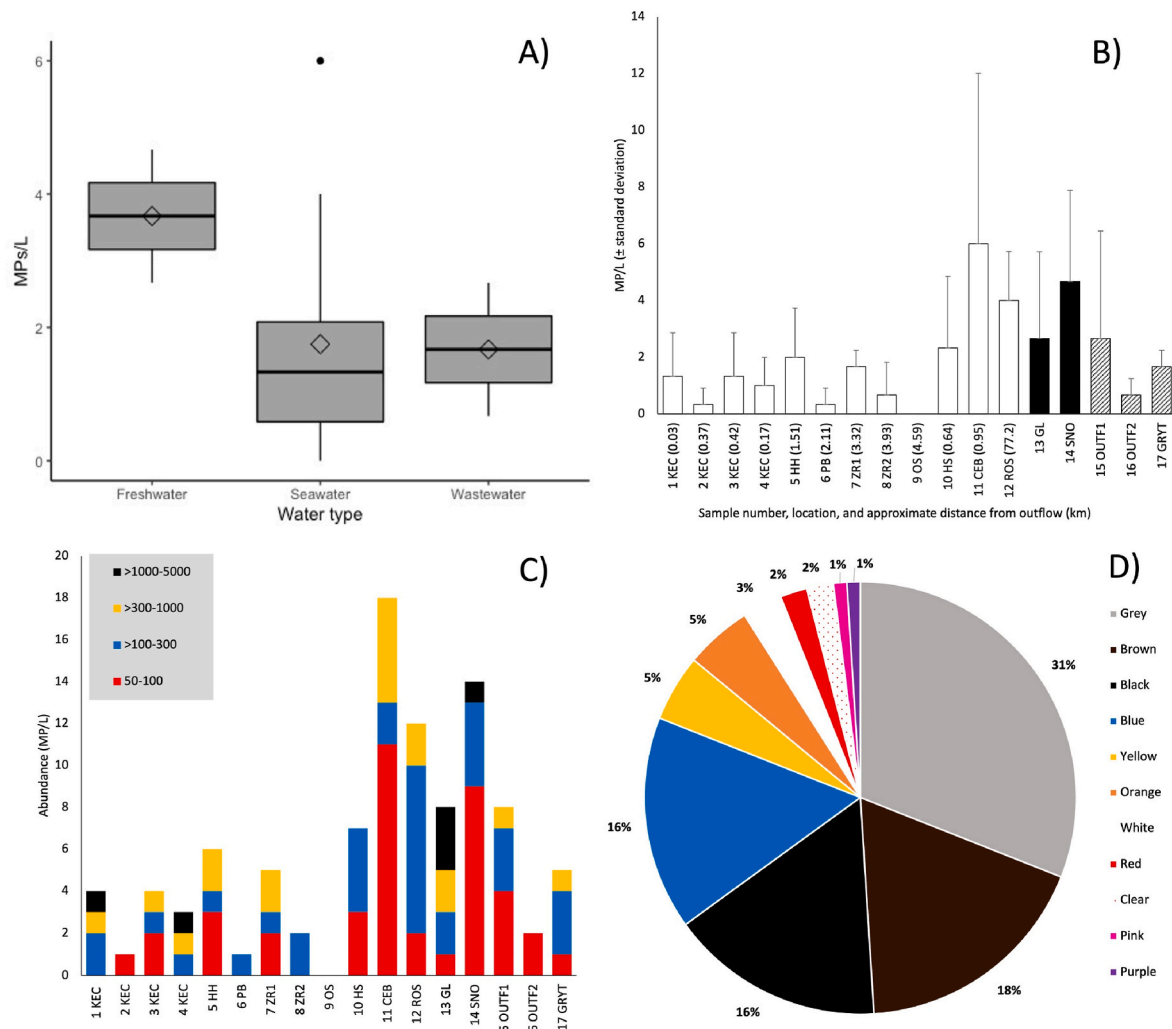 A)
6
4
2
0
MPs/L
Freshwater
Seawater
Wastewater
Water type
B)
14
12
10
8
6
4
2
0
MP/L (± standard deviation)
1 KEC (0.03)
2 KEC (0.37)
3 KEC (0.42)
4 KEC (0.17)
5 HH (1.51)
6 PB (2.11)
7 ZR1 (3.32)
8 ZR2 (3.93)
9 OS (4.59)
10 HS (0.64)
11 CEB (0.95)
12 ROS (77.2)
13 GL
14 SNO
15 OUTF1
16 OUTF2
17 GRYT
Sample number, location, and approximate distance from outflow (km)
C)
>1000-5000
>300-1000
>100-300
50-100
20
18
16
14
12
10
8
6
4
2
0
Abundance (MP/L)
1 KEC
2 KEC
3 KEC
4 KEC
5 HH
6 PB
7 ZR1
8 ZR2
9 OS
10 HS
11 CEB
12 ROS
13 GL
14 SNO
5 OUTF1
6 OUTF2
17 GRYT
D)
31%
18%
16%
16%
5%
5%
3%
2%
2%
1%
1%
Grey
Brown
Black
Blue
Yellow
Orange
White
Red
Clear
Pink
Purple